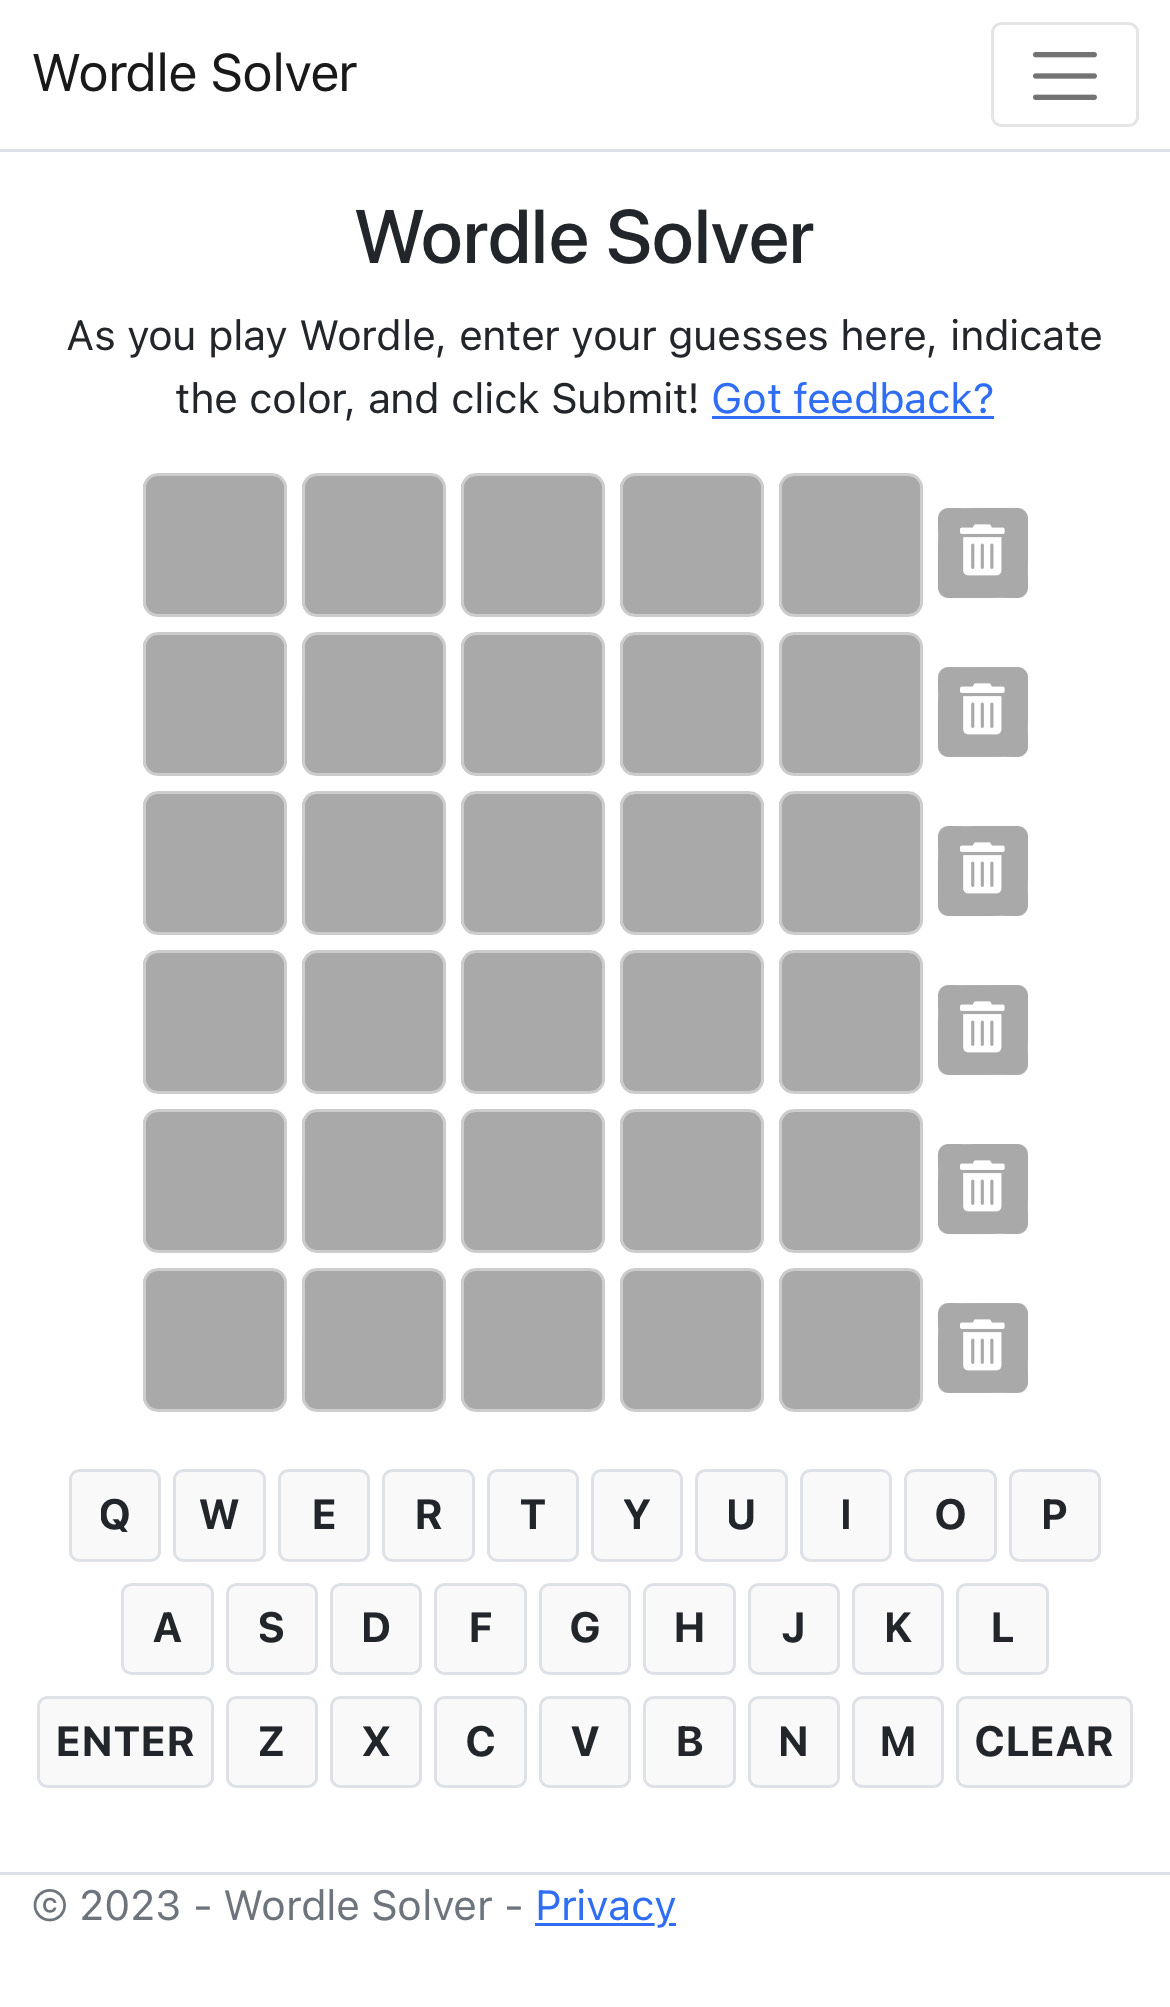 Wordle Solver
Wordle Solver
As you play Wordle, enter your guesses here, indicate
the color, and click Submit! Got feedback?
Q W E R T Y U I O P
A S D F G H J K L
ENTER Z X C V B N M CLEAR
© 2023 - Wordle Solver - Privacy